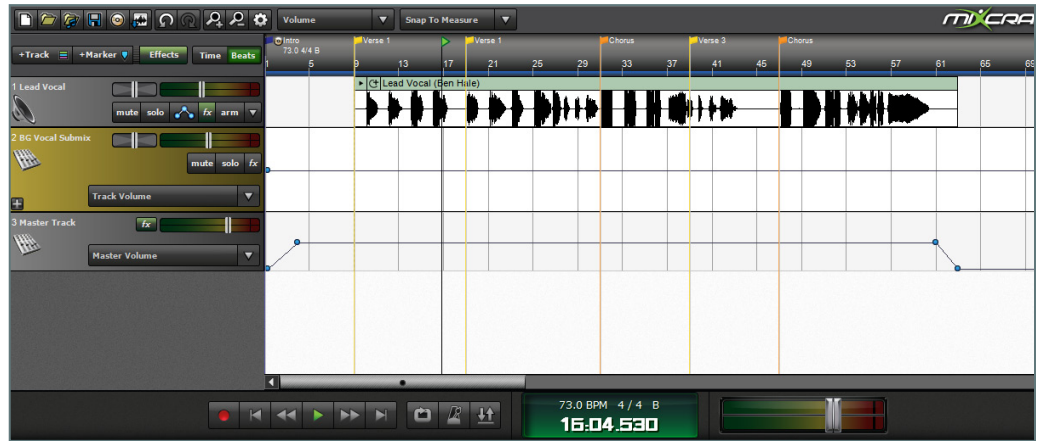 Volume Snap To Measure MIXCRA
+Track +Marker Effects Time Beats
Intro Verse 1 Verse 1 Chorus Verse 3 Chorus
73.0 4/4 B
1 5 9 13 17 21 25 29 33 37 41 45 49 53 57 61 65 69
1 Lead Vocal
Lead Vocal (Ben Hale)
mute solo fx arm
2 BG Vocal Submix
mute solo fx
Track Volume
3 Master Track fx
Master Volume
73.0 BPM 4 / 4 B
16:04.530